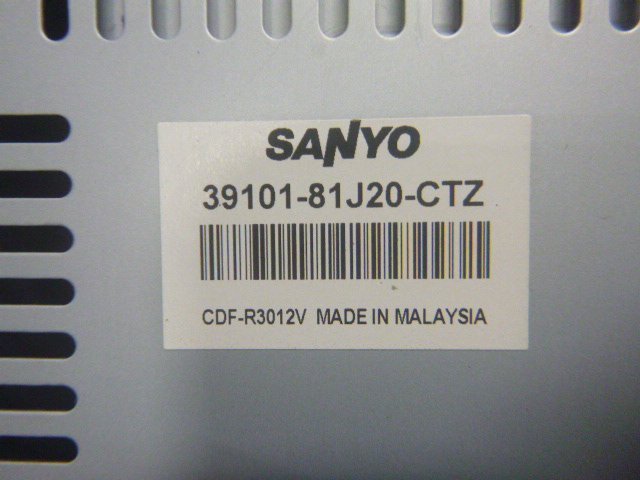 SANYO
39101-81J20-CTZ
CDF-R3012V MADE IN MALAYSIA